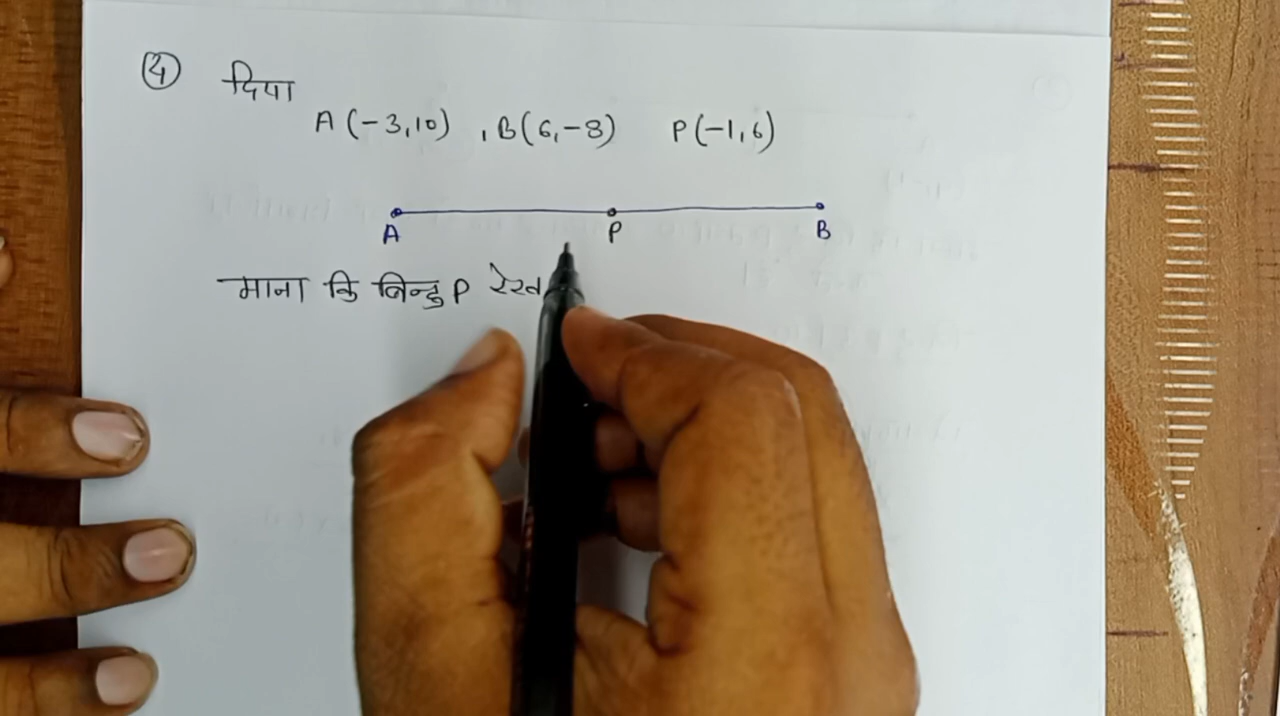 ④ दिया
A(-3,10) , B(6,-8) P(-1,6)
A P B
माना कि बिन्दु P रेख